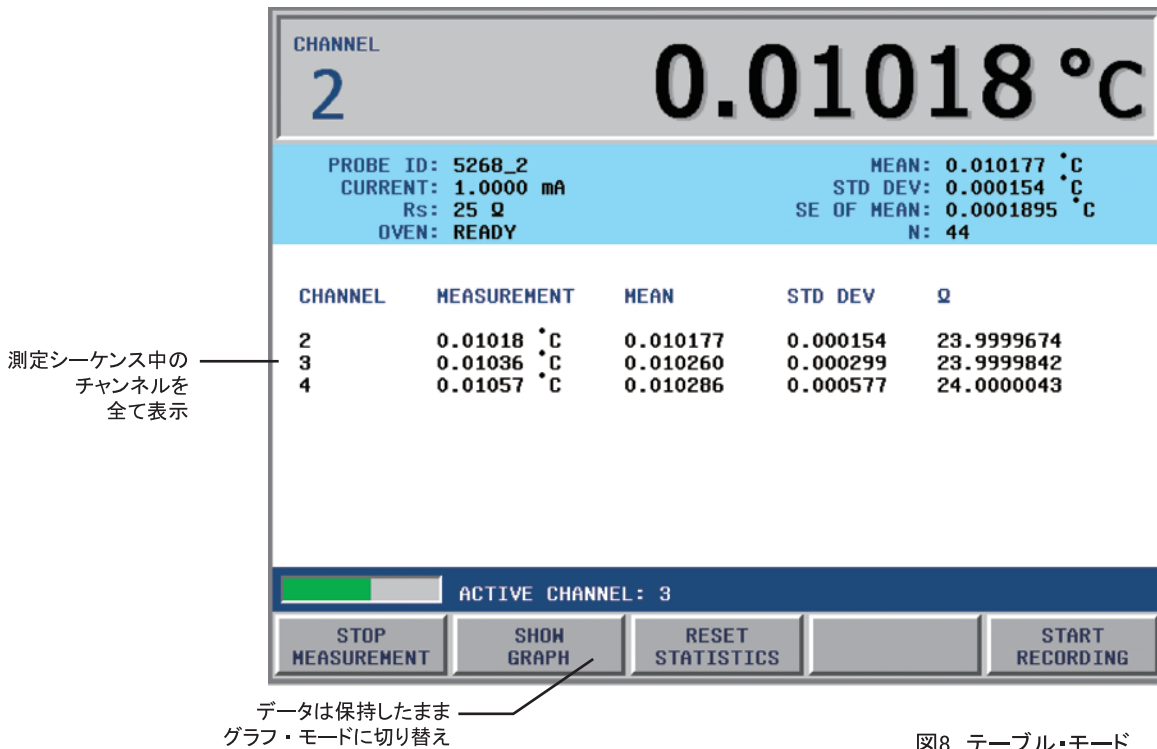 CHANNEL
2
0.01018 °C
PROBE ID: 5268_2
CURRENT: 1.0000 mA
Rs: 25 Ω
OVEN: READY
MEAN: 0.010177 °C
STD DEV: 0.000154 °C
SE OF MEAN: 0.0001895 °C
N: 44
CHANNEL MEASUREMENT MEAN STD DEV Ω
2 0.01018 °C 0.010177 0.000154 23.9999674
3 0.01036 °C 0.010260 0.000299 23.9999842
4 0.01057 °C 0.010286 0.000577 24.0000043
測定シーケンス中の
チャンネルを
全て表示
ACTIVE CHANNEL: 3
STOP
MEASUREMENT
SHOW
GRAPH
RESET
STATISTICS
START
RECORDING
データは保持したまま
グラフ・モードに切り替え
図8 テーブル・モード